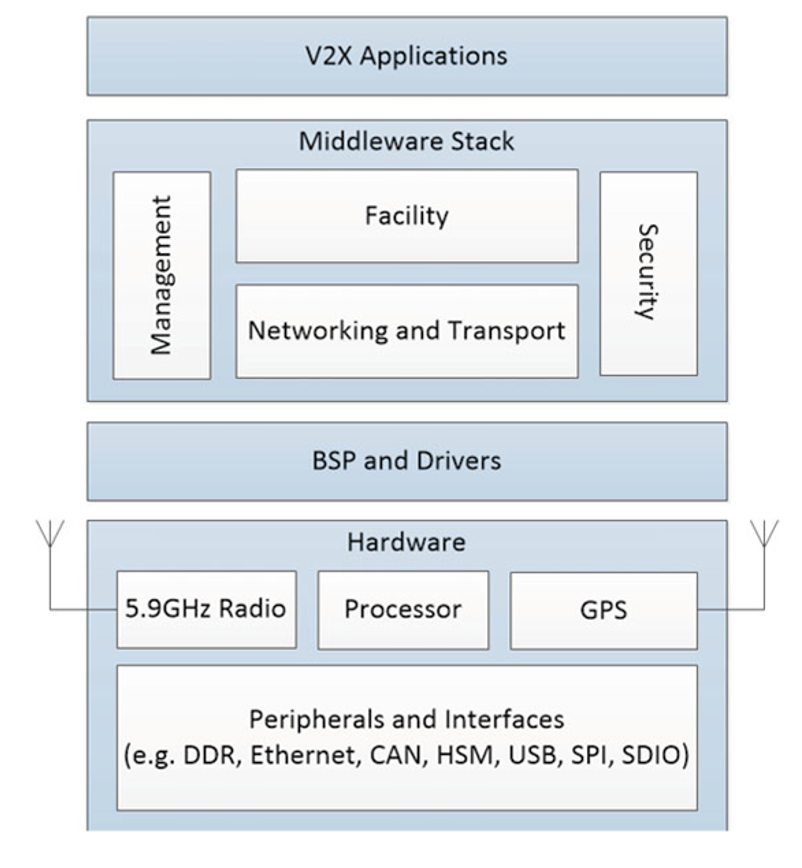 V2X Applications
Middleware Stack
Management
Facility
Networking and Transport
Security
BSP and Drivers
Hardware
5.9GHz Radio
Processor
GPS
Peripherals and Interfaces
(e.g. DDR, Ethernet, CAN, HSM, USB, SPI, SDIO)